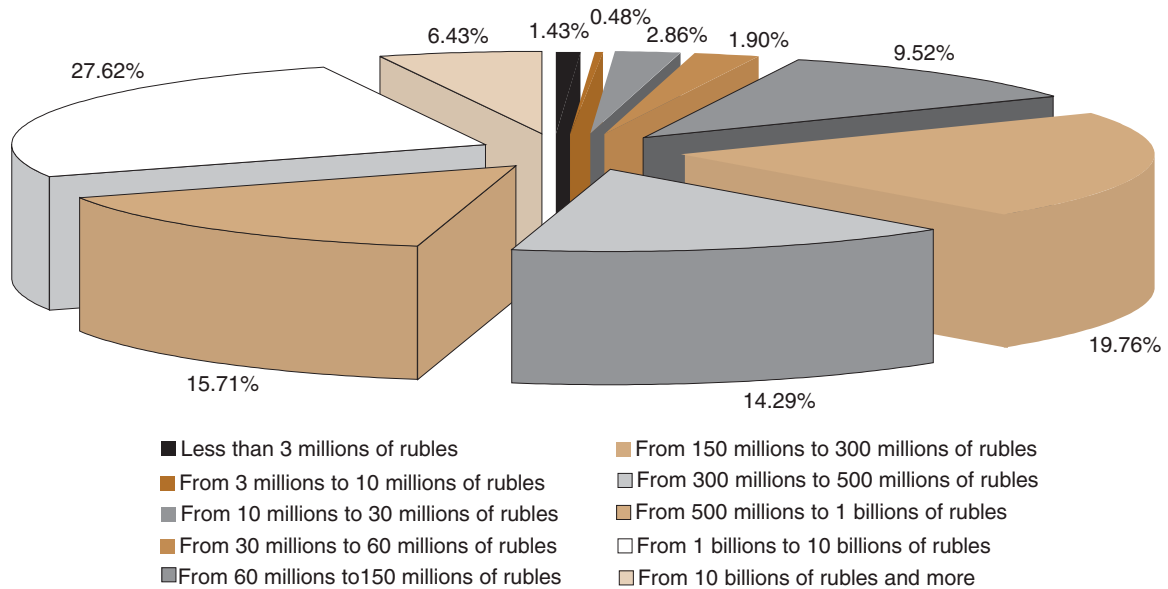 0.48%
1.43%
2.86%
1.90%
6.43%
9.52%
27.62%
19.76%
15.71%
14.29%
Less than 3 millions of rubles
From 3 millions to 10 millions of rubles
From 10 millions to 30 millions of rubles
From 30 millions to 60 millions of rubles
From 60 millions to150 millions of rubles
From 150 millions to 300 millions of rubles
From 300 millions to 500 millions of rubles
From 500 millions to 1 billions of rubles
From 1 billions to 10 billions of rubles
From 10 billions of rubles and more